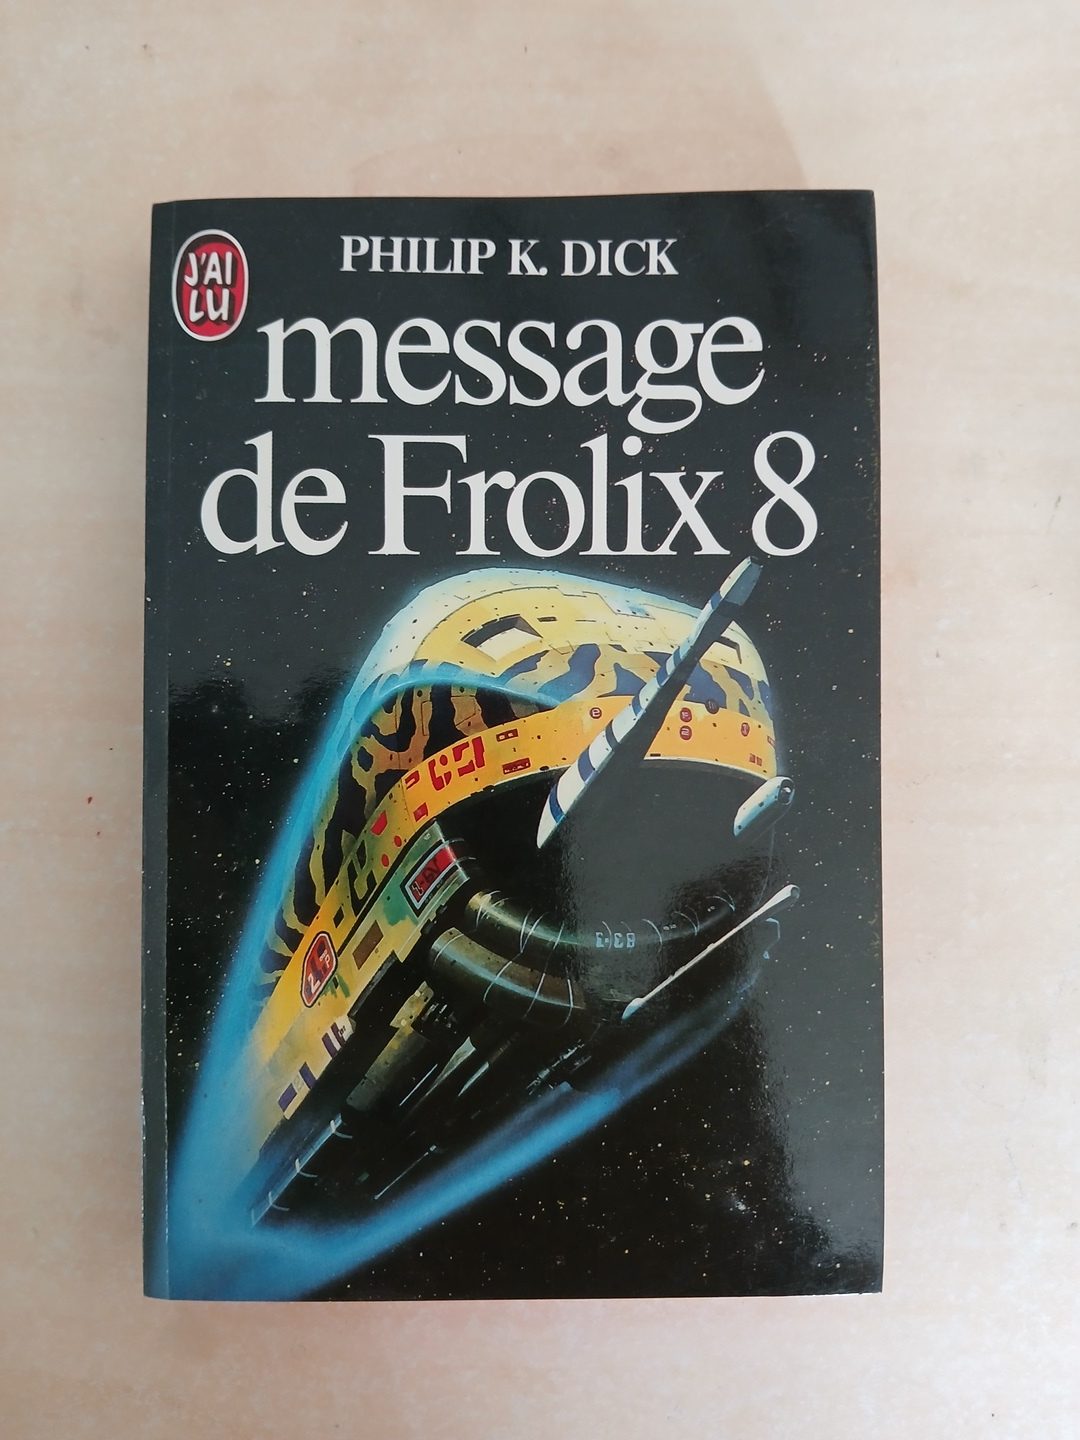 J'AI
LU
PHILIP K. DICK
message
de Frolix 8